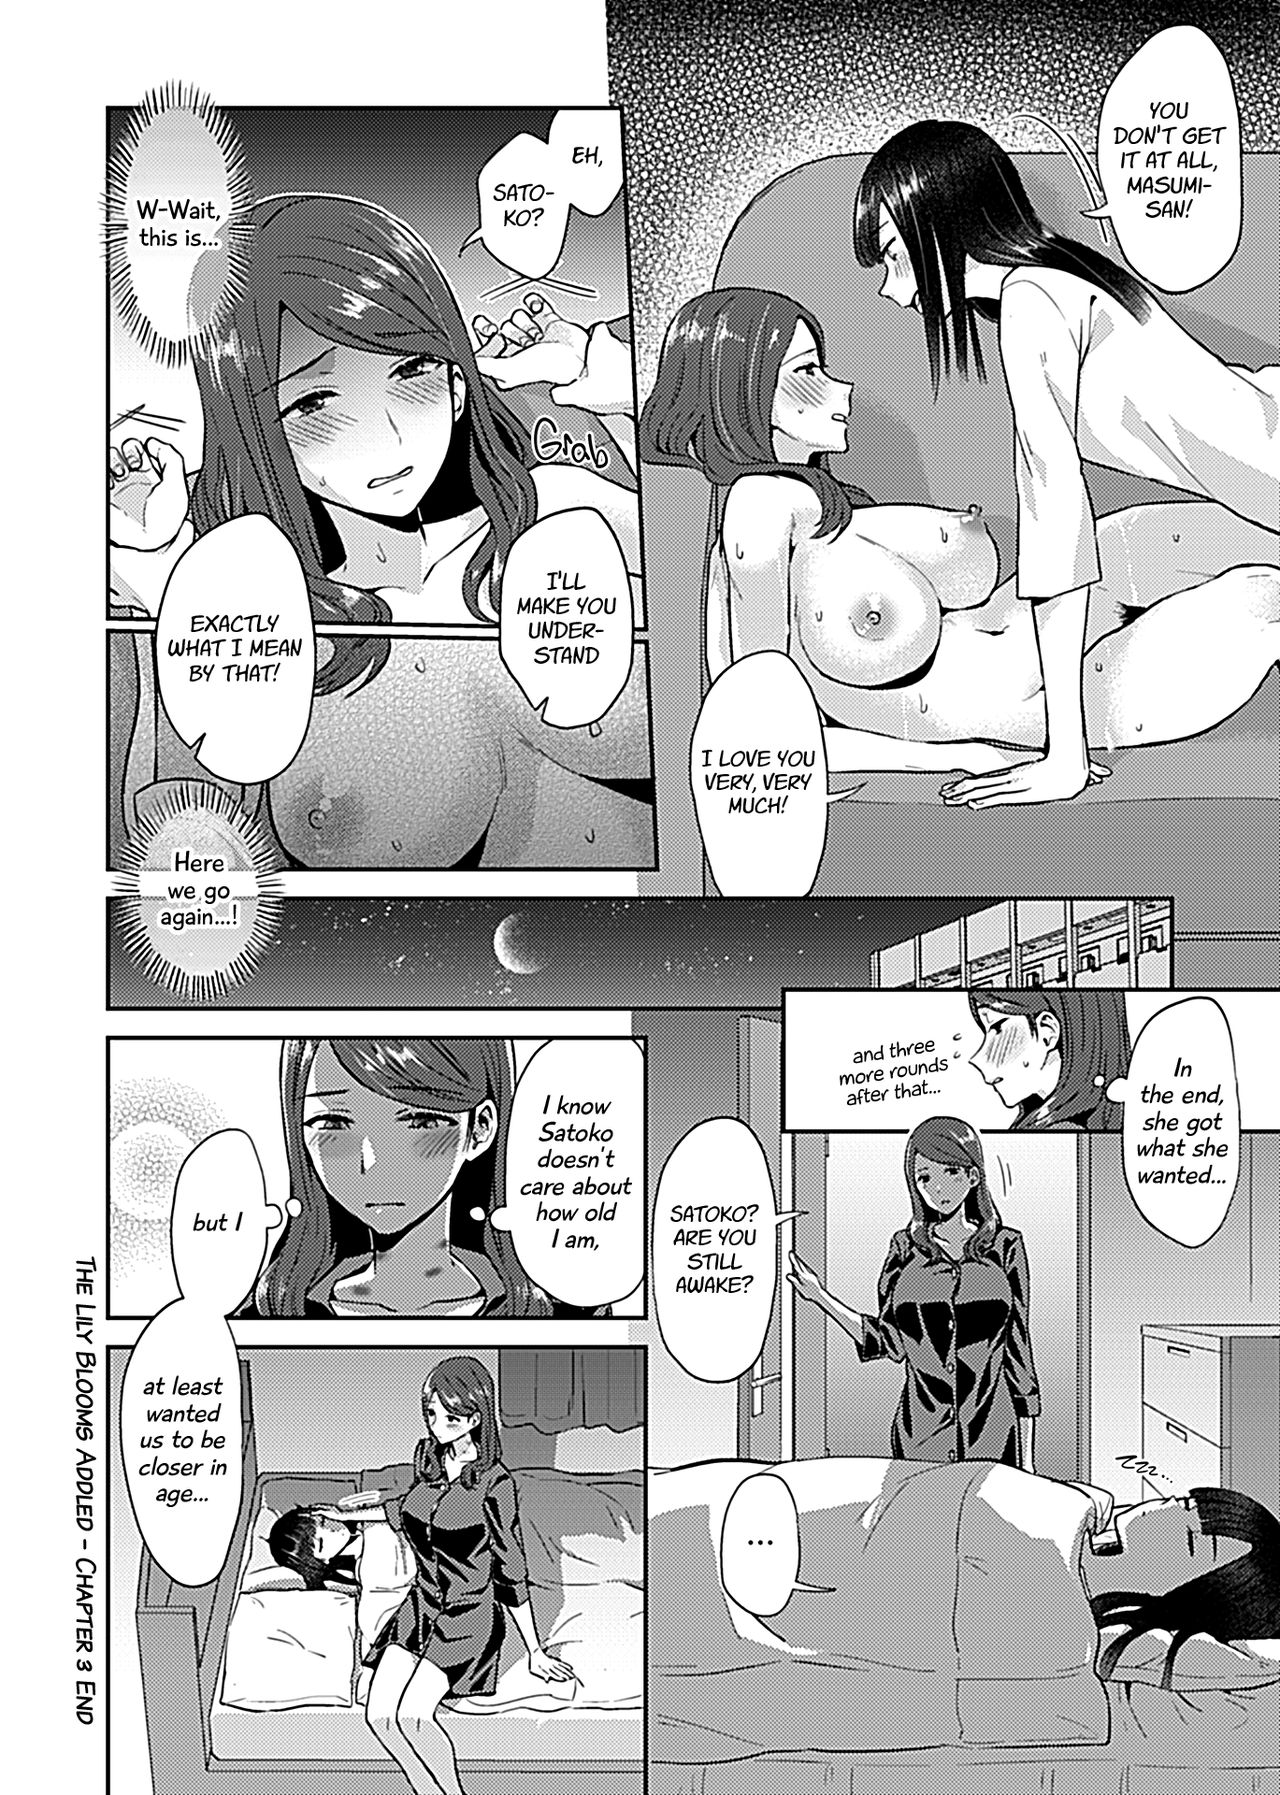 YOU
DON'T GET
IT AT ALL,
MASUMI-
SAN!
I LOVE YOU
VERY, VERY
MUCH!
EH,
SATO-
KO?
W-Wait,
this is...
Grab
I'LL
MAKE YOU
UNDER-
STAND
EXACTLY
WHAT I MEAN
BY THAT!
Here
we go
again...!
In
the end,
she got
what she
wanted...
and three
more rounds
after that...
SATOKO?
ARE YOU
STILL
AWAKE?
...
zzz...
I know
Satoko
doesn't
care about
how old
I am,
but I
at least
wanted
us to be
closer in
age...
THE LILY BLOOMS ADDLED - CHAPTER 3 END